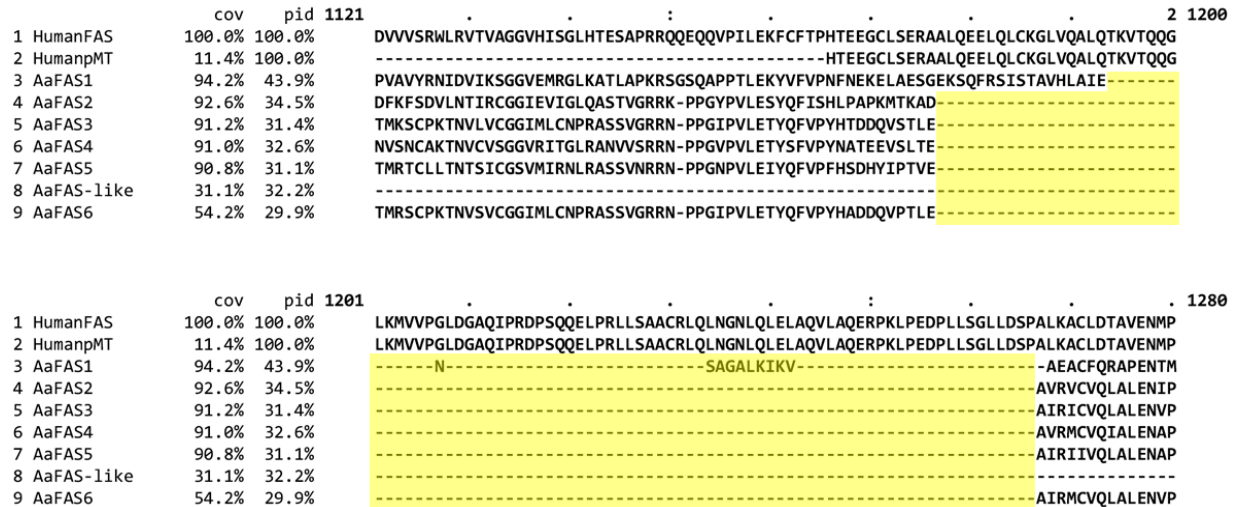 cov pid 1121 . . : . . . . 2 1200
1 HumanFAS 100.0% 100.0% DVVVSRWLRVTVAGGVHISGLHTESAPRRQQEQQVPILEKFCFTPHTEEGCLSERAALQEELQLCKGLVQALQTKVTQQG
2 HumanpMT 11.4% 100.0% ---------------------------------------------HTEEGCLSERAALQEELQLCKGLVQALQTKVTQQG
3 AaFAS1 94.2% 43.9% PVAVYRNIDVIKSGGVEMRGLKATLAPKRSGSQAPPTLEKYVFVPNFNEKELAESGEKSQFRSISTAVHLAIE-------
4 AaFAS2 92.6% 34.5% DFKFSDVLNTIRCGGIEVIGLQASTVGRRK-PPGYPVLESYQFISHLPAPKMTKAD------------------------
5 AaFAS3 91.2% 31.4% TMKSCPKTNVLVCGGIMLCNPRASSVGRRN-PPGIPVLETYQFVPYHTDDQVSTLE------------------------
6 AaFAS4 91.0% 32.6% NVSNCAKTNVCVSGGVRITGLRANVVSRRN-PPGVPVLETYSFVPYNATEEVSLTE------------------------
7 AaFAS5 90.8% 31.1% TMRTCLLTNTSICGSVMIRNLRASSVNRRN-PPGNPVLETYQFVPFHSDHYIPTVE------------------------
8 AaFAS-like 31.1% 32.2% --------------------------------------------------------------------------------
9 AaFAS6 54.2% 29.9% TMRSCPKTNVSVCGGIMLCNPRASSVGRRN-PPGIPVLETYQFVPYHADDQVPTLE------------------------
cov pid 1201 . . . . : . . . 1280
1 HumanFAS 100.0% 100.0% LKMVVPGLDGAQIPRDPSQQELPRLLSAACRLQLNGNLQLELAQVLAQERPKLPEDPLLSGLLDSPALKACLDTAVENMP
2 HumanpMT 11.4% 100.0% LKMVVPGLDGAQIPRDPSQQELPRLLSAACRLQLNGNLQLELAQVLAQERPKLPEDPLLSGLLDSPALKACLDTAVENMP
3 AaFAS1 94.2% 43.9% ------N--------------------------SAGALKIKV-------------------------AEACFQRAPENTM
4 AaFAS2 92.6% 34.5% ------------------------------------------------------------------AVRVCVQLALENIP
5 AaFAS3 91.2% 31.4% ------------------------------------------------------------------AIRICVQLALENVP
6 AaFAS4 91.0% 32.6% ------------------------------------------------------------------AVRMCVQIALENAP
7 AaFAS5 90.8% 31.1% ------------------------------------------------------------------AIRIIVQLALENAP
8 AaFAS-like 31.1% 32.2% --------------------------------------------------------------------------------
9 AaFAS6 54.2% 29.9% ------------------------------------------------------------------AIRMCVQLALENVP